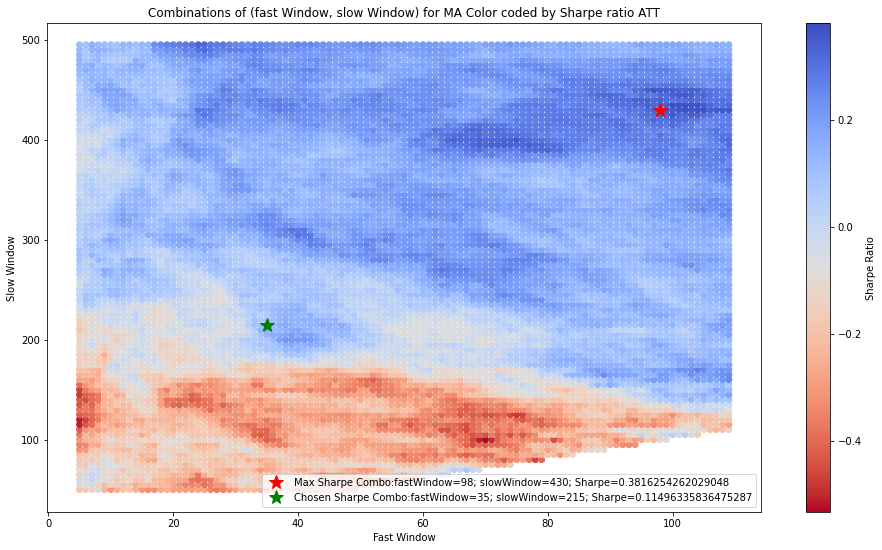 Combinations of (fast Window, slow Window) for MA Color coded by Sharpe ratio ATT
500
400
300
200
100
Slow Window
0
20
40
60
80
100
Fast Window
Max Sharpe Combo:fastWindow=98; slowWindow=430; Sharpe=0.3816254262029048
Chosen Sharpe Combo:fastWindow=35; slowWindow=215; Sharpe=0.11496335836475287
0.2
0.0
−0.2
−0.4
Sharpe Ratio